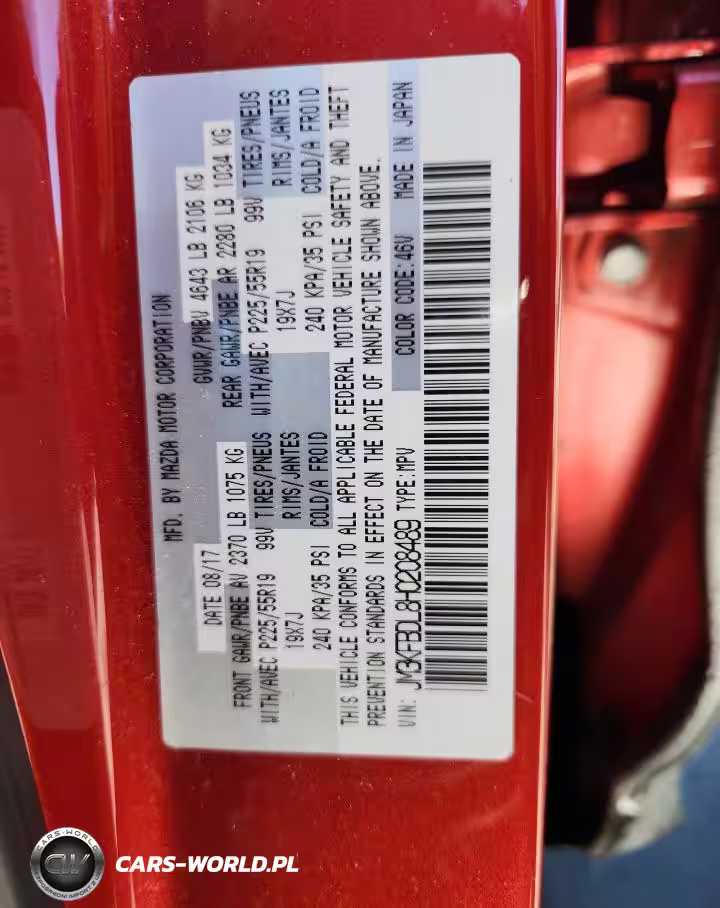 MFD. BY MAZDA MOTOR CORPORATION
DATE 08/17 GVWR/PNBV 4643 LB 2106 KG
FRONT GAWR/PNBE AV 2370 LB 1075 KG REAR GAWR/PNBE AR 2280 LB 1034 KG
WITH/AVEC P225/55R19 99V TIRES/PNEUS WITH/AVEC P225/55R19 99V TIRES/PNEUS
19X7J RIMS/JANTES 19X7J RIMS/JANTES
240 KPA/35 PSI COLD/A FROID 240 KPA/35 PSI COLD/A FROID
THIS VEHICLE CONFORMS TO ALL APPLICABLE FEDERAL MOTOR VEHICLE SAFETY AND THEFT
PREVENTION STANDARDS IN EFFECT ON THE DATE OF MANUFACTURE SHOWN ABOVE.
VIN: JM3KFBDL8H0208489 TYPE:MPV COLOR CODE:46V MADE IN JAPAN
CARS-WORLD
CW
CARS-WORLD.PL